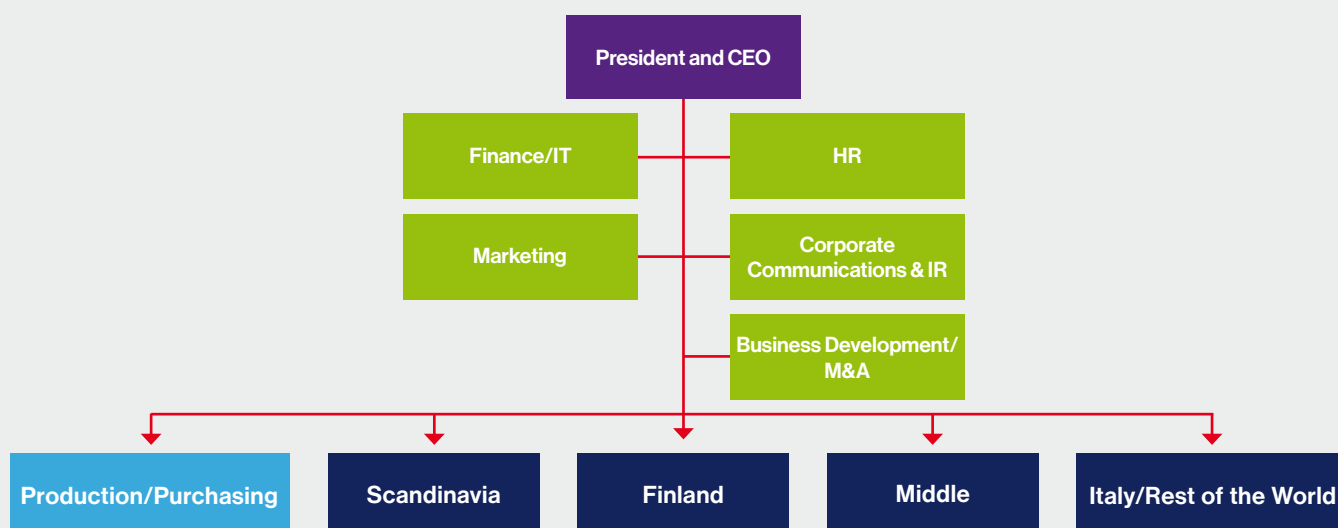 President and CEO
Finance/IT
HR
Marketing
Corporate
Communications & IR
Business Development/
M&A
Production/Purchasing
Scandinavia
Finland
Middle
Italy/Rest of the World